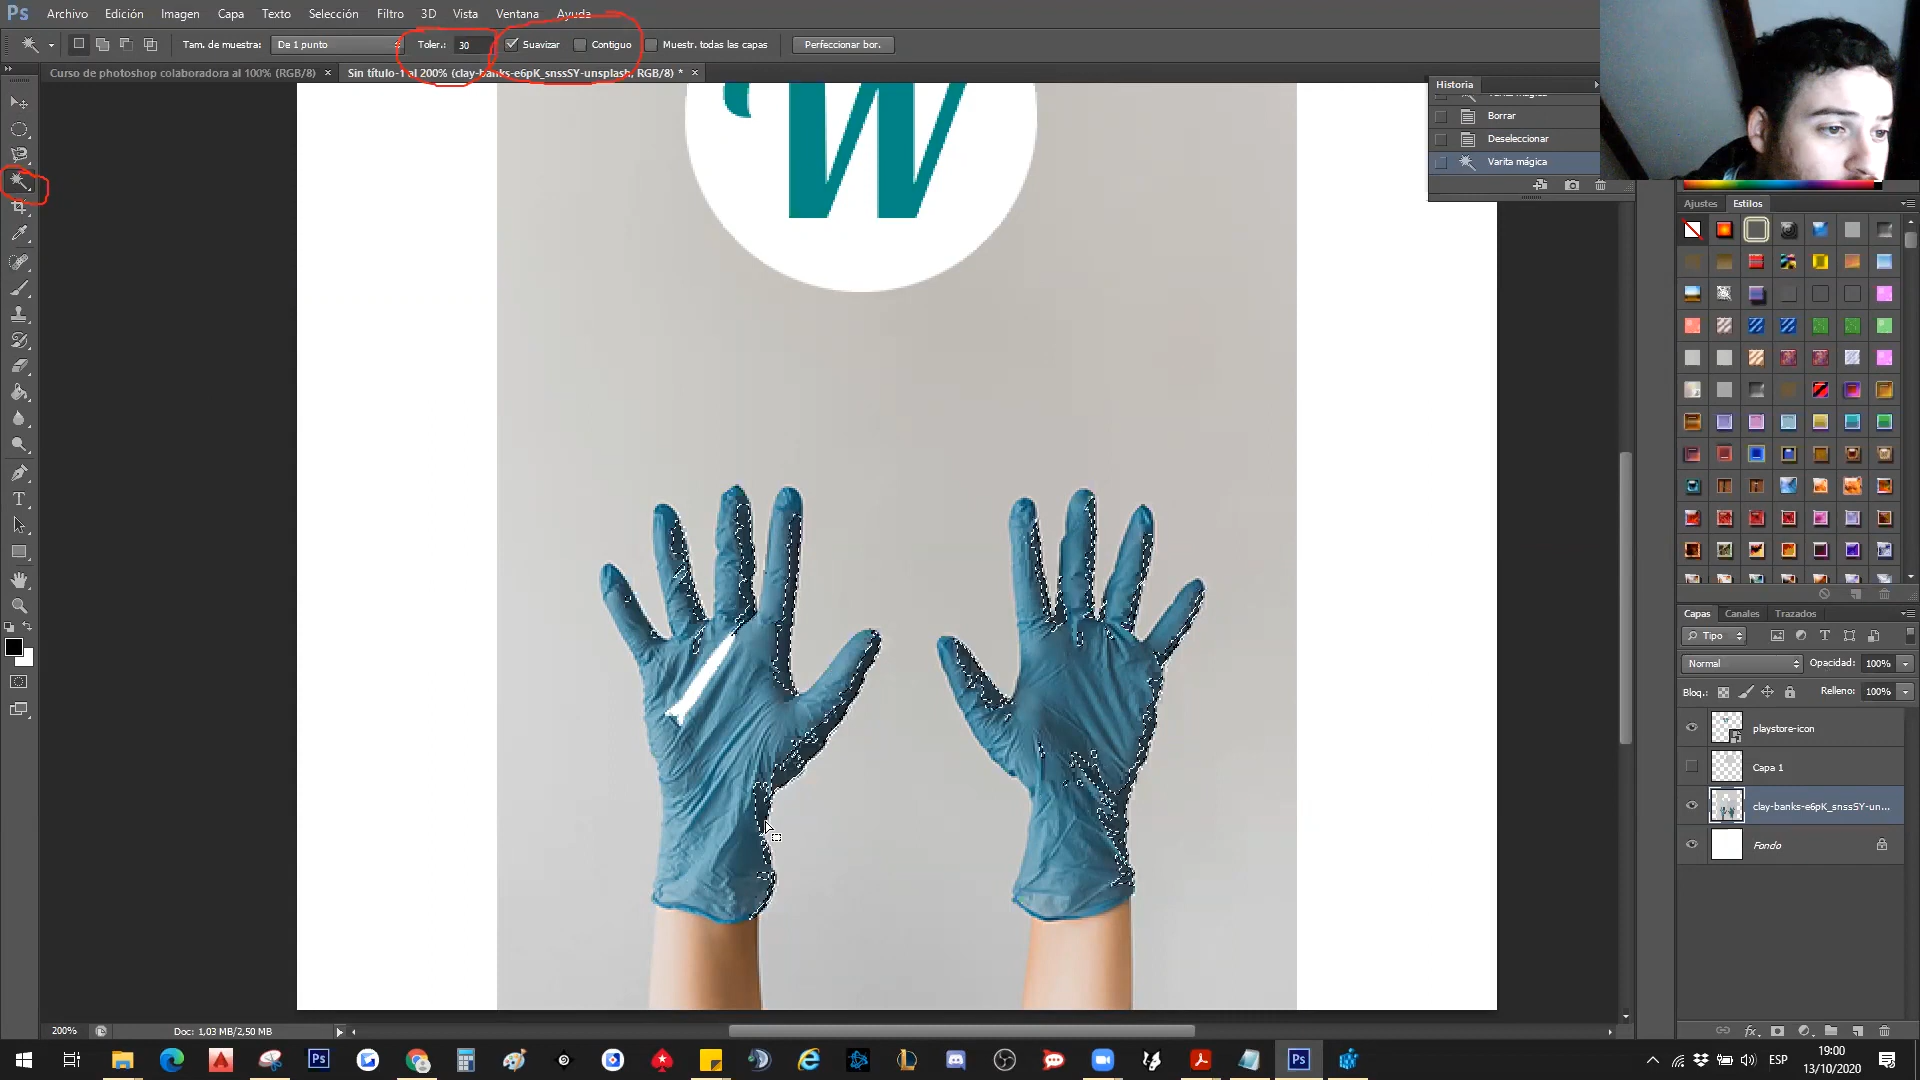 Ps Archivo Edición Imagen Capa Texto Selección Filtro 3D Vista Ventana Ayuda
Tam. de muestra: De 1 punto Toler.: 30 Suavizar Contiguo Muestr. todas las capas Perfeccionar bor.
Curso de photoshop colaboradora al 100% (RGB/8) × Sin título-1 al 200% (clay-banks-e6pK_snssSY-unsplash, RGB/8) * ×
Historia
Varita mágica
Borrar
Deseleccionar
Varita mágica
W
Ajustes Estilos
Capas Canales Trazados
Tipo
Normal Opacidad: 100%
Bloq.: Relleno: 100%
playstore-icon
Capa 1
clay-banks-e6pK_snssSY-un...
Fondo
200% Doc: 1,03 MB/2,50 MB
ESP
19:00
13/10/2020